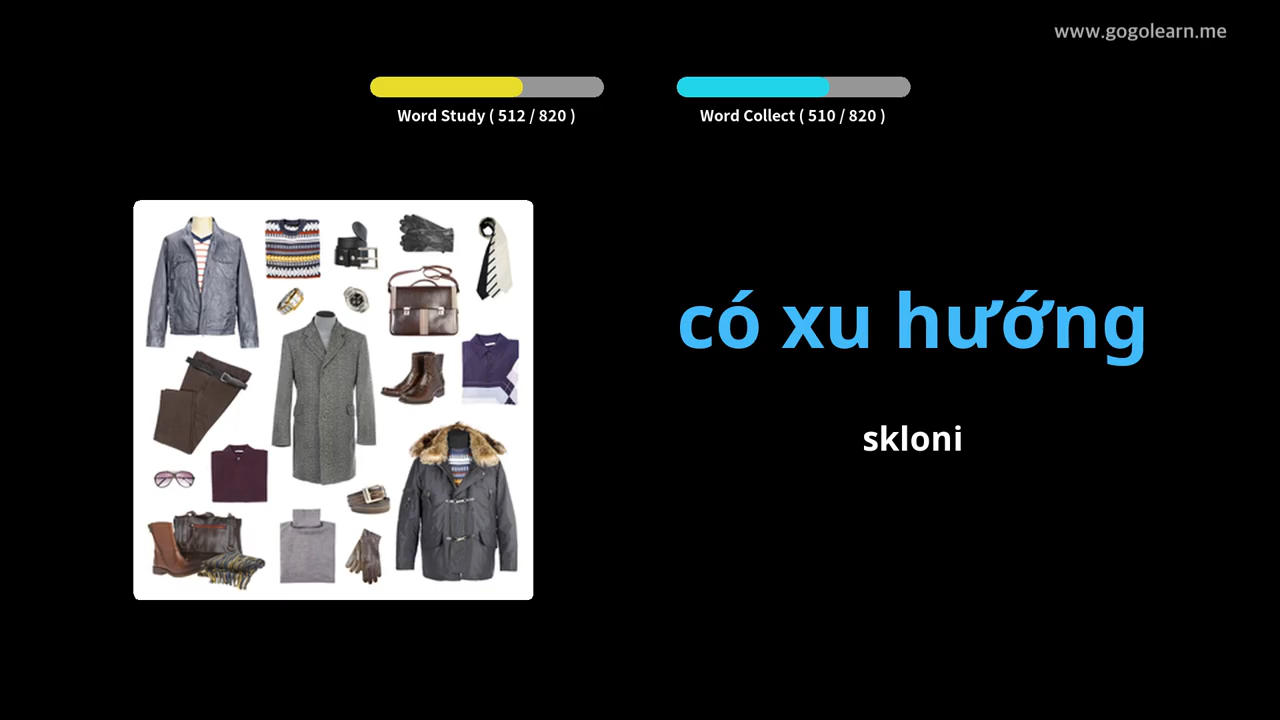 www.gogolearn.me
Word Study ( 512 / 820 )
Word Collect ( 510 / 820 )
có xu hướng
skloni